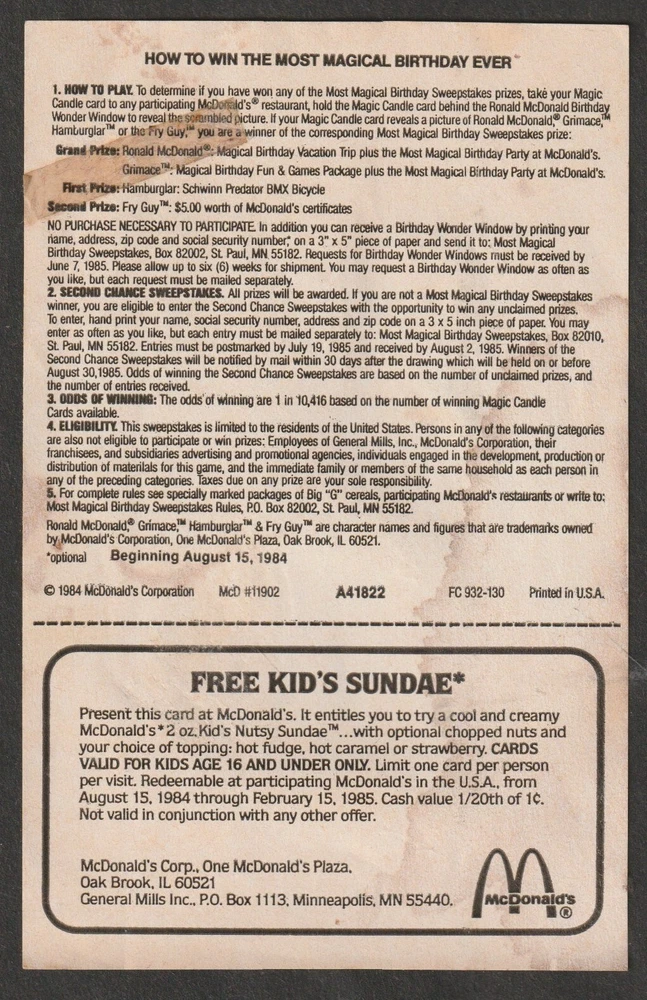 HOW TO WIN THE MOST MAGICAL BIRTHDAY EVER
1. HOW TO PLAY. To determine if you have won any of the Most Magical Birthday Sweepstakes prizes, take your Magic
Candle card to any participating McDonald's® restaurant, hold the Magic Candle card behind the Ronald McDonald Birthday
Wonder Window to reveal the scrambled picture. If your Magic Candle card reveals a picture of Ronald McDonald,® Grimace,™
Hamburglar™ or the Fry Guy,™ you are a winner of the corresponding Most Magical Birthday Sweepstakes prize:
Grand Prize: Ronald McDonald®: Magical Birthday Vacation Trip plus the Most Magical Birthday Party at McDonald's.
Grimace™: Magical Birthday Fun & Games Package plus the Most Magical Birthday Party at McDonald's.
First Prize: Hamburglar: Schwinn Predator BMX Bicycle
Second Prize: Fry Guy™: $5.00 worth of McDonald's certificates
NO PURCHASE NECESSARY TO PARTICIPATE. In addition you can receive a Birthday Wonder Window by printing your
name, address, zip code and social security number,* on a 3" x 5" piece of paper and send it to: Most Magical
Birthday Sweepstakes, Box 82002, St. Paul, MN 55182. Requests for Birthday Wonder Windows must be received by
June 7, 1985. Please allow up to six (6) weeks for shipment. You may request a Birthday Wonder Window as often as
you like, but each request must be mailed separately.
2. SECOND CHANCE SWEEPSTAKES. All prizes will be awarded. If you are not a Most Magical Birthday Sweepstakes
winner, you are eligible to enter the Second Chance Sweepstakes with the opportunity to win any unclaimed prizes.
To enter, hand print your name, social security number, address and zip code on a 3 x 5 inch piece of paper. You may
enter as often as you like, but each entry must be mailed separately to: Most Magical Birthday Sweepstakes, Box 82010,
St. Paul, MN 55182. Entries must be postmarked by July 19, 1985 and received by August 2, 1985. Winners of the
Second Chance Sweepstakes will be notified by mail within 30 days after the drawing which will be held on or before
August 30,1985. Odds of winning the Second Chance Sweepstakes are based on the number of unclaimed prizes, and
the number of entries received.
3. ODDS OF WINNING: The odds of winning are 1 in 10,416 based on the number of winning Magic Candle
Cards available.
4. ELIGIBILITY. This sweepstakes is limited to the residents of the United States. Persons in any of the following categories
are also not eligible to participate or win prizes: Employees of General Mills, Inc., McDonald's Corporation, their
franchisees, and subsidiaries advertising and promotional agencies, individuals engaged in the development, production or
distribution of materilals for this game, and the immediate family or members of the same household as each person in
any of the preceding categories. Taxes due on any prize are your sole responsibility.
5. For complete rules see specially marked packages of Big "G" cereals, participating McDonald's restaurants or write to:
Most Magical Birthday Sweepstakes Rules, P.O. Box 82002, St. Paul, MN 55182.
Ronald McDonald,® Grimace,™ Hamburglar™ & Fry Guy™ are character names and figures that are trademarks owned
by McDonald's Corporation, One McDonald's Plaza, Oak Brook, IL 60521.
*optional Beginning August 15, 1984
© 1984 McDonald's Corporation McD #11902 A41822 FC 932-130 Printed in U.S.A.
FREE KID'S SUNDAE*
Present this card at McDonald's. It entitles you to try a cool and creamy
McDonald's * 2 oz. Kid's Nutsy Sundae™...with optional chopped nuts and
your choice of topping: hot fudge, hot caramel or strawberry. CARDS
VALID FOR KIDS AGE 16 AND UNDER ONLY. Limit one card per person
per visit. Redeemable at participating McDonald's in the U.S.A., from
August 15, 1984 through February 15, 1985. Cash value 1/20th of 1¢.
Not valid in conjunction with any other offer.
McDonald's Corp., One McDonald's Plaza,
Oak Brook, IL 60521
General Mills Inc., P.O. Box 1113, Minneapolis, MN 55440.
McDonald's
®